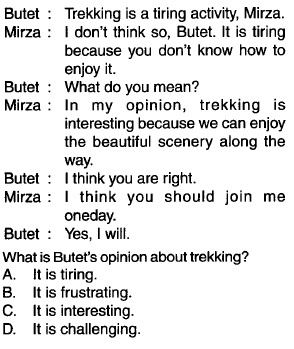 Butet : Trekking is a tiring activity, Mirza.
Mirza : I don't think so, Butet. It is tiring
because you don't know how to
enjoy it.
Butet : What do you mean?
Mirza : In my opinion, trekking is
interesting because we can enjoy
the beautiful scenery along the
way.
Butet : I think you are right.
Mirza : I think you should join me
oneday.
Butet : Yes, I will.
What is Butet's opinion about trekking?
A. It is tiring.
B. It is frustrating.
C. It is interesting.
D. It is challenging.